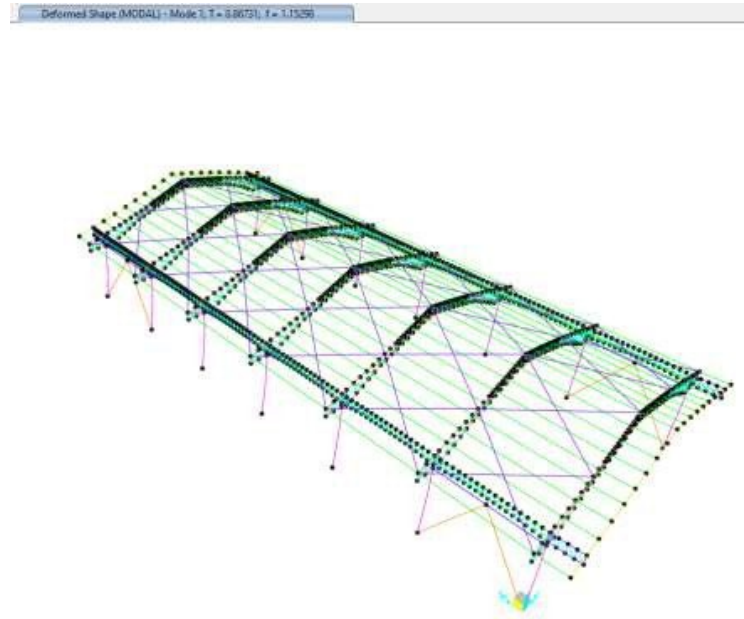 Deformed Shape (MODAL) - Mode 1; T = 0.86731; f = 1.15298